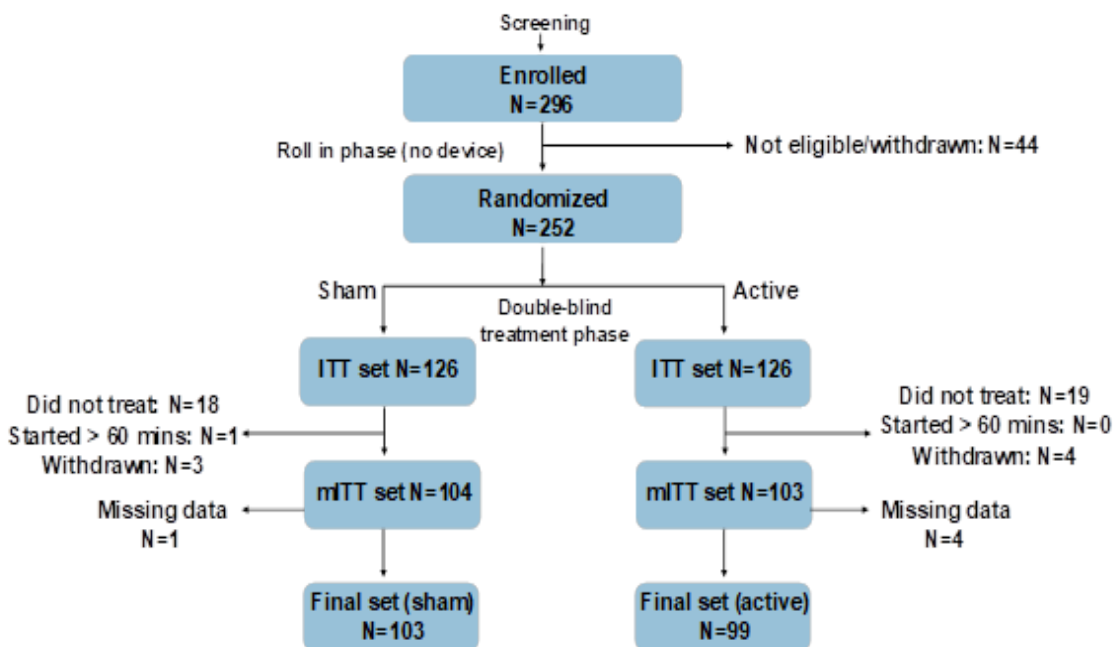 Screening
Enrolled
N=296
Roll in phase (no device)
Not eligible/withdrawn: N=44
Randomized
N=252
Sham
Active
Double-blind
treatment phase
ITT set N=126
ITT set N=126
Did not treat: N=18
Started > 60 mins: N=1
Withdrawn: N=3
Did not treat: N=19
Started > 60 mins: N=0
Withdrawn: N=4
mITT set N=104
mITT set N=103
Missing data
N=1
Missing data
N=4
Final set (sham)
N=103
Final set (active)
N=99